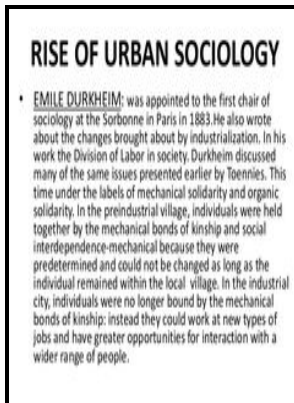 RISE OF URBAN SOCIOLOGY
• EMILE DURKHEIM: was appointed to the first chair of
sociology at the Sorbonne in Paris in 1883.He also wrote
about the changes brought about by industrialization. In his
work the Division of Labor in society. Durkheim discussed
many of the same issues presented earlier by Toennies. This
time under the labels of mechanical solidarity and organic
solidarity. In the preindustrial village, individuals were held
together by the mechanical bonds of kinship and social
interdependence-mechanical because they were
predetermined and could not be changed as long as the
individual remained within the local village. In the industrial
city, individuals were no longer bound by the mechanical
bonds of kinship: instead they could work at new types of
jobs and have greater opportunities for interaction with a
wider range of people.